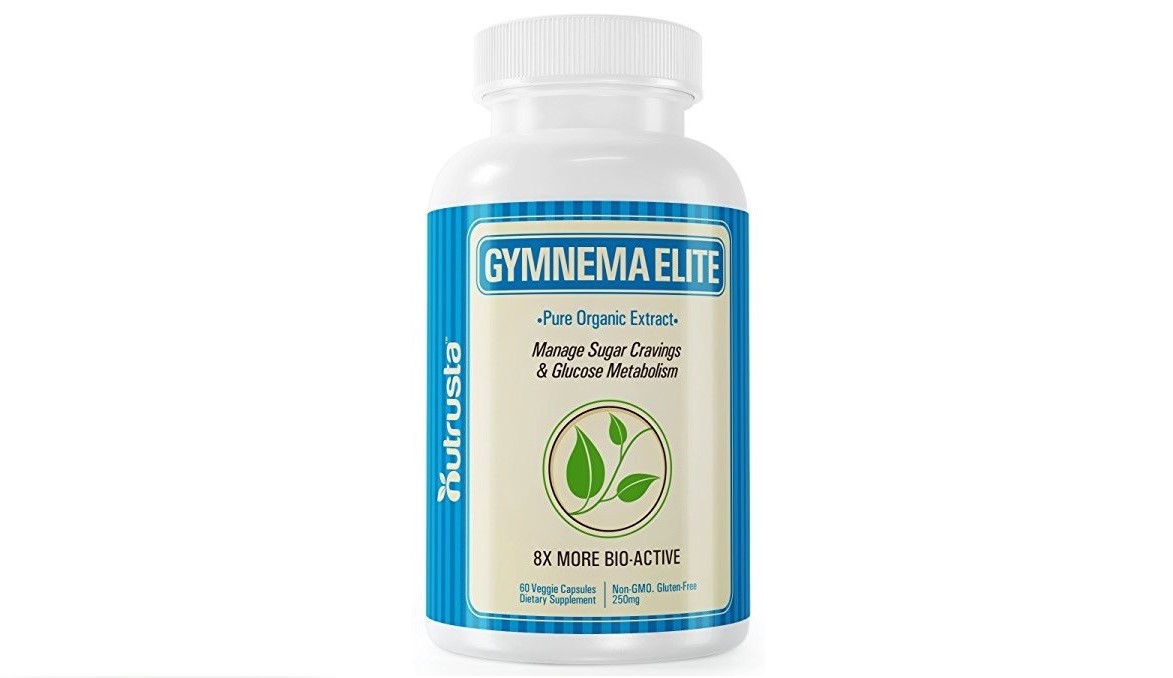 GYMNEMA ELITE
•Pure Organic Extract•
Manage Sugar Cravings
& Glucose Metabolism
nutrusta™
8X MORE BIO-ACTIVE
60 Veggie Capsules
Dietary Supplement
Non-GMO. Gluten-Free
250mg